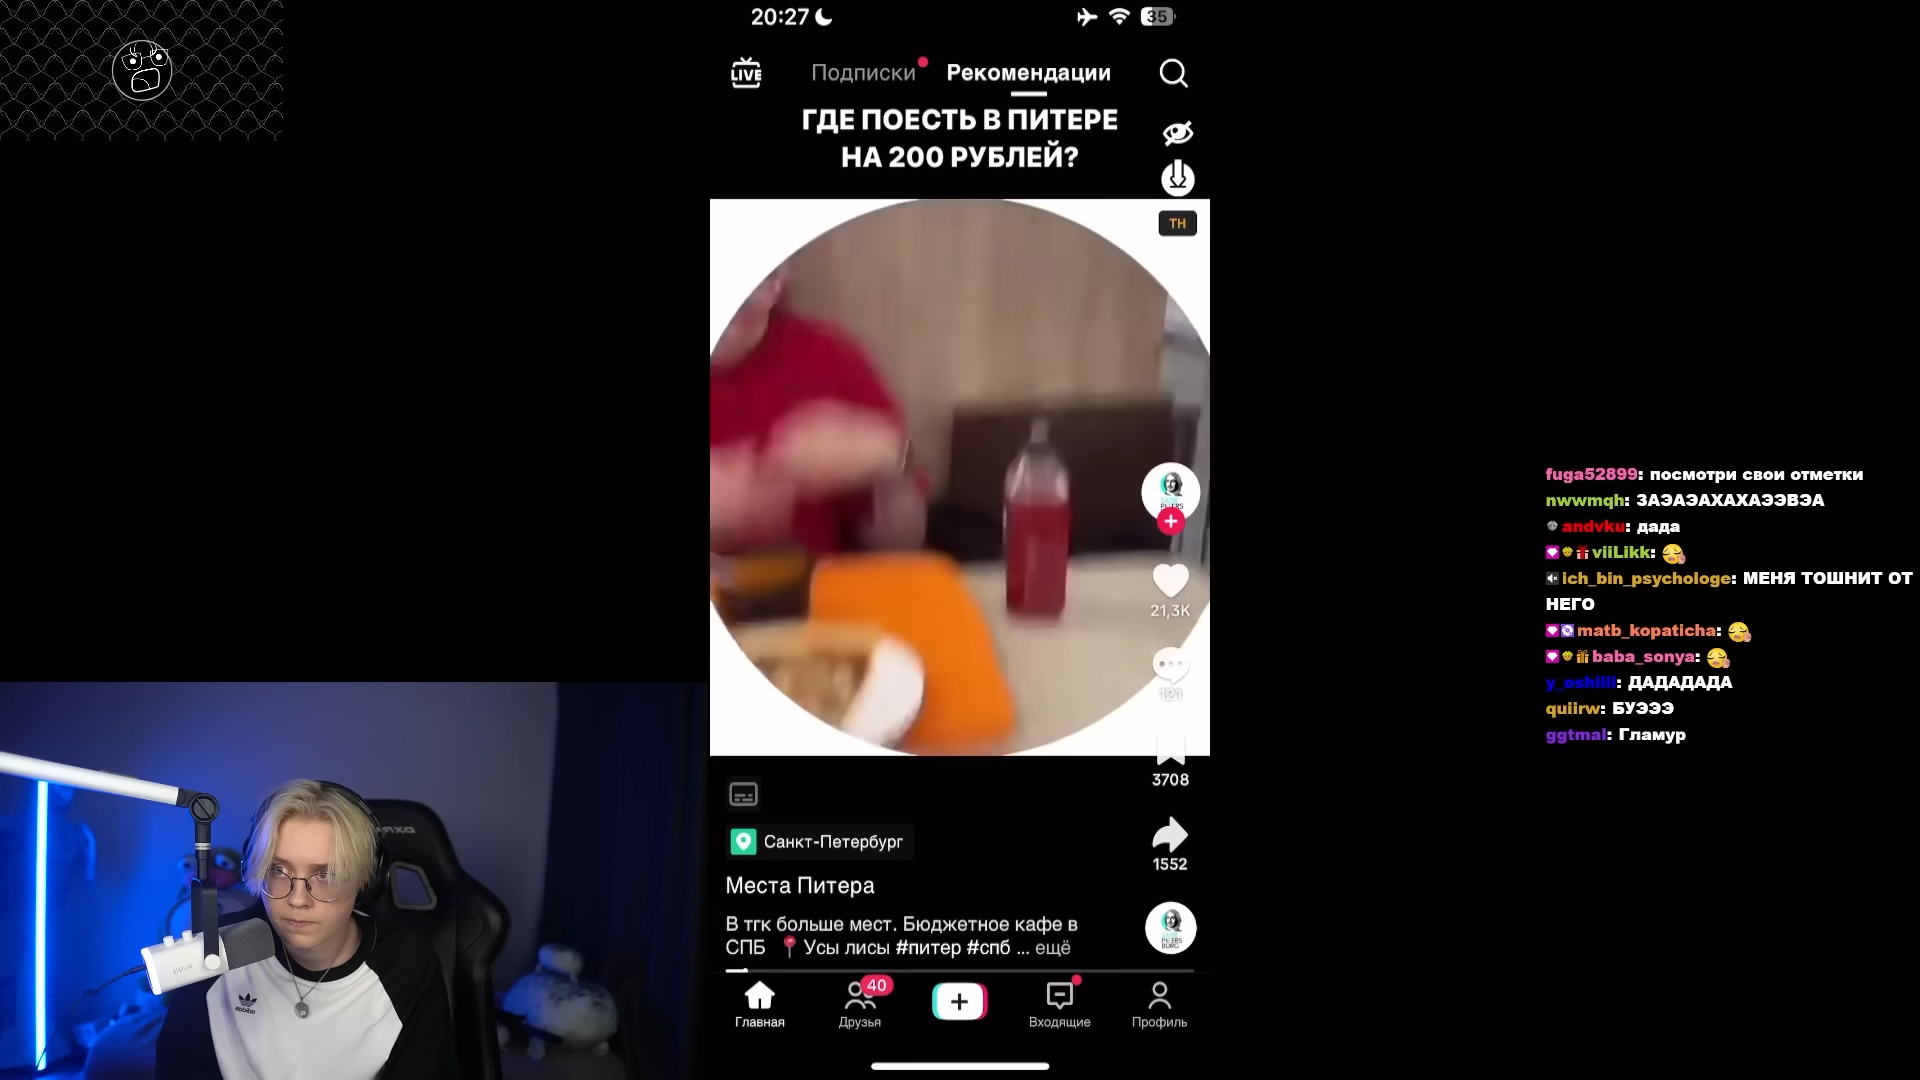 20:27
35
LIVE
Подписки
Рекомендации
ГДЕ ПОЕСТЬ В ПИТЕРЕ
НА 200 РУБЛЕЙ?
TH
21,3K
121
3708
Санкт-Петербург
1552
Места Питера
В тгк больше мест. Бюджетное кафе в
СПБ 📍 Усы лисы #питер #спб ... ещё
40
Главная
Друзья
Входящие
Профиль
fuga52899: посмотри свои отметки
nwwmqh: ЗАЭАЭАХАХАЭЭВЭА
andvku: дада
viiLikk:
ich_bin_psychologe: МЕНЯ ТОШНИТ ОТ
НЕГО
matb_kopaticha:
baba_sonya:
y_oshiiii: ДАДАДАДА
quiirw: БУЭЭЭ
ggtmal: Гламур